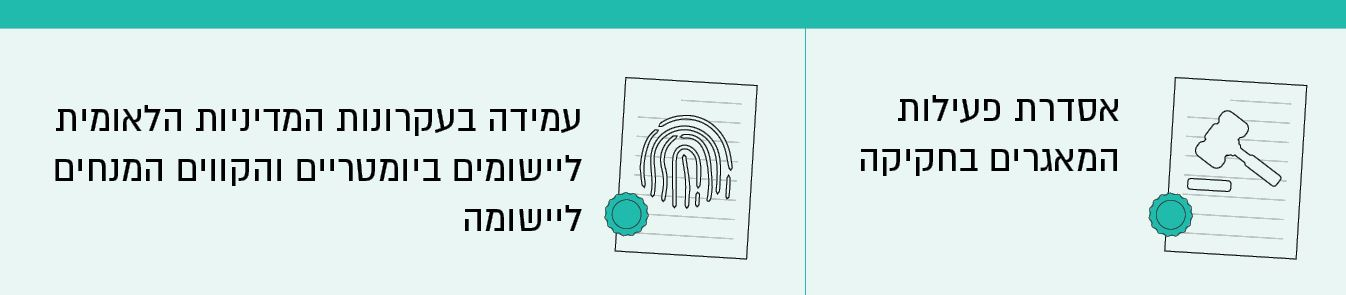 אסדרת פעילות
המאגרים בחקיקה
עמידה בעקרונות המדיניות הלאומית
ליישומים ביומטריים והקווים המנחים
ליישומה